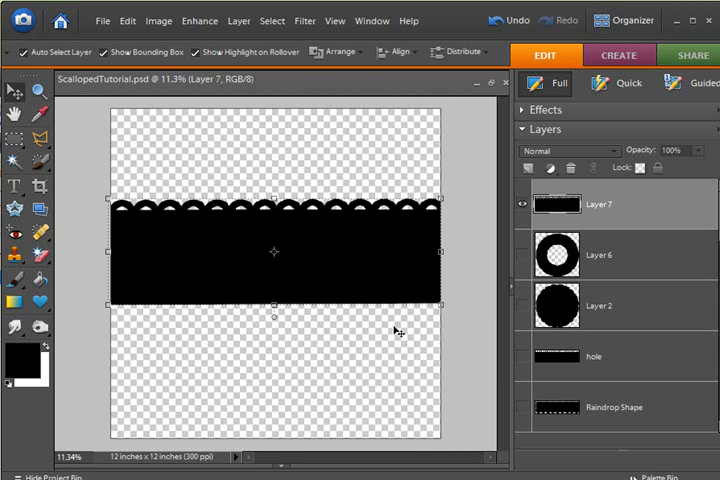 File Edit Image Enhance Layer Select Filter View Window Help Undo Redo Organizer
Auto Select Layer Show Bounding Box Show Highlight on Rollover Arrange Align Distribute EDIT CREATE SHARE
ScallopedTutorial.psd @ 11.3% (Layer 7, RGB/8)
Full Quick Guided
Effects
Layers
Normal Opacity: 100%
Lock:
Layer 7
Layer 6
Layer 2
hole
Raindrop Shape
11.34% 12 inches x 12 inches (300 ppi)
Hide Project Bin Palette Bin